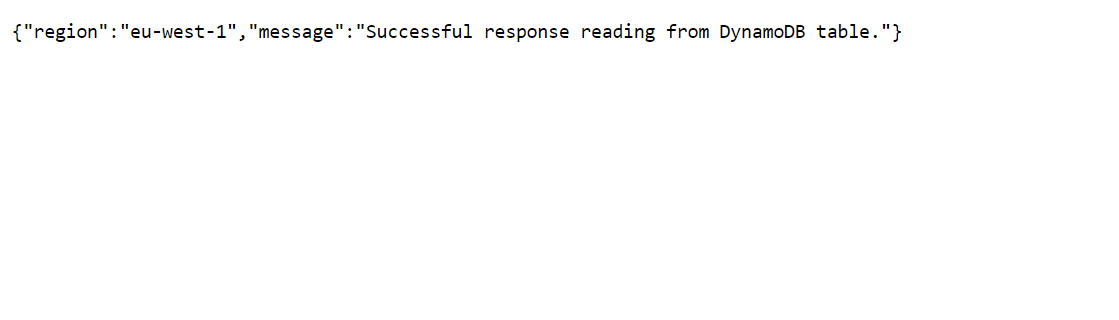 {"region":"eu-west-1","message":"Successful response reading from DynamoDB table."}